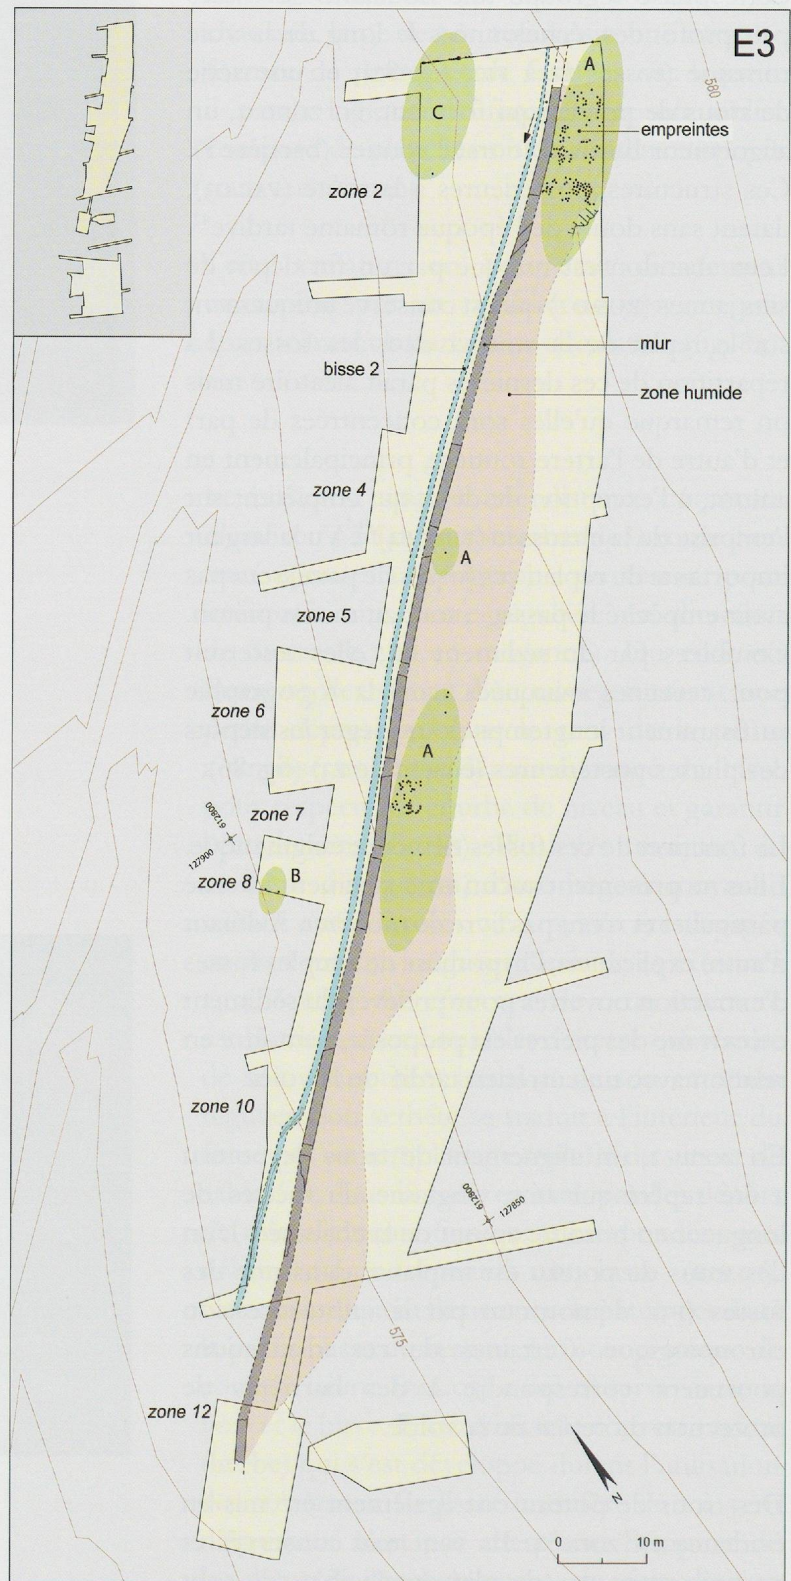 E3
A
580
C
empreintes
zone 2
mur
bisse 2
zone humide
zone 4
A
zone 5
zone 6
A
zone 7
612800
127900
zone 8
B
zone 10
612800
127850
575
zone 12
N
0 10 m